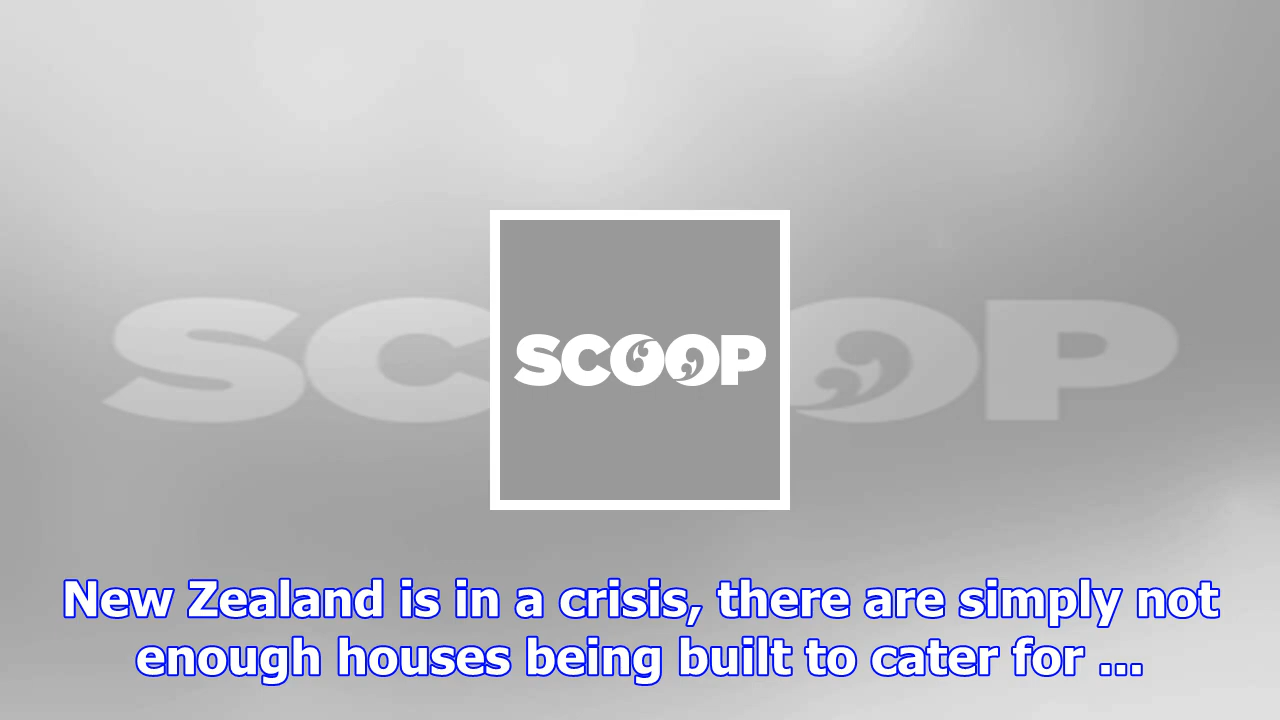 SCOOP
SCOOP
New Zealand is in a crisis, there are simply not
enough houses being built to cater for ...